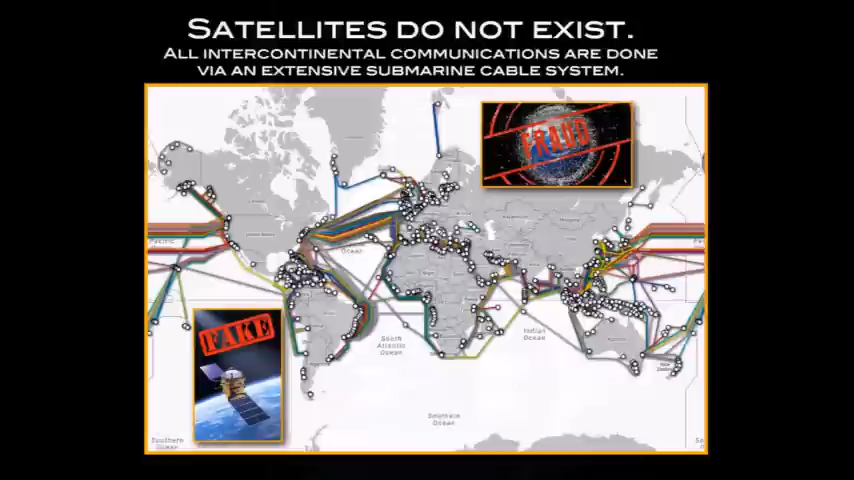 SATELLITES DO NOT EXIST.
ALL INTERCONTINENTAL COMMUNICATIONS ARE DONE
VIA AN EXTENSIVE SUBMARINE CABLE SYSTEM.
FRAUD
Pacific
Ocean
FAKE
South
Atlantic
Ocean
Indian
Ocean
Southern
Ocean
Southern
Ocean